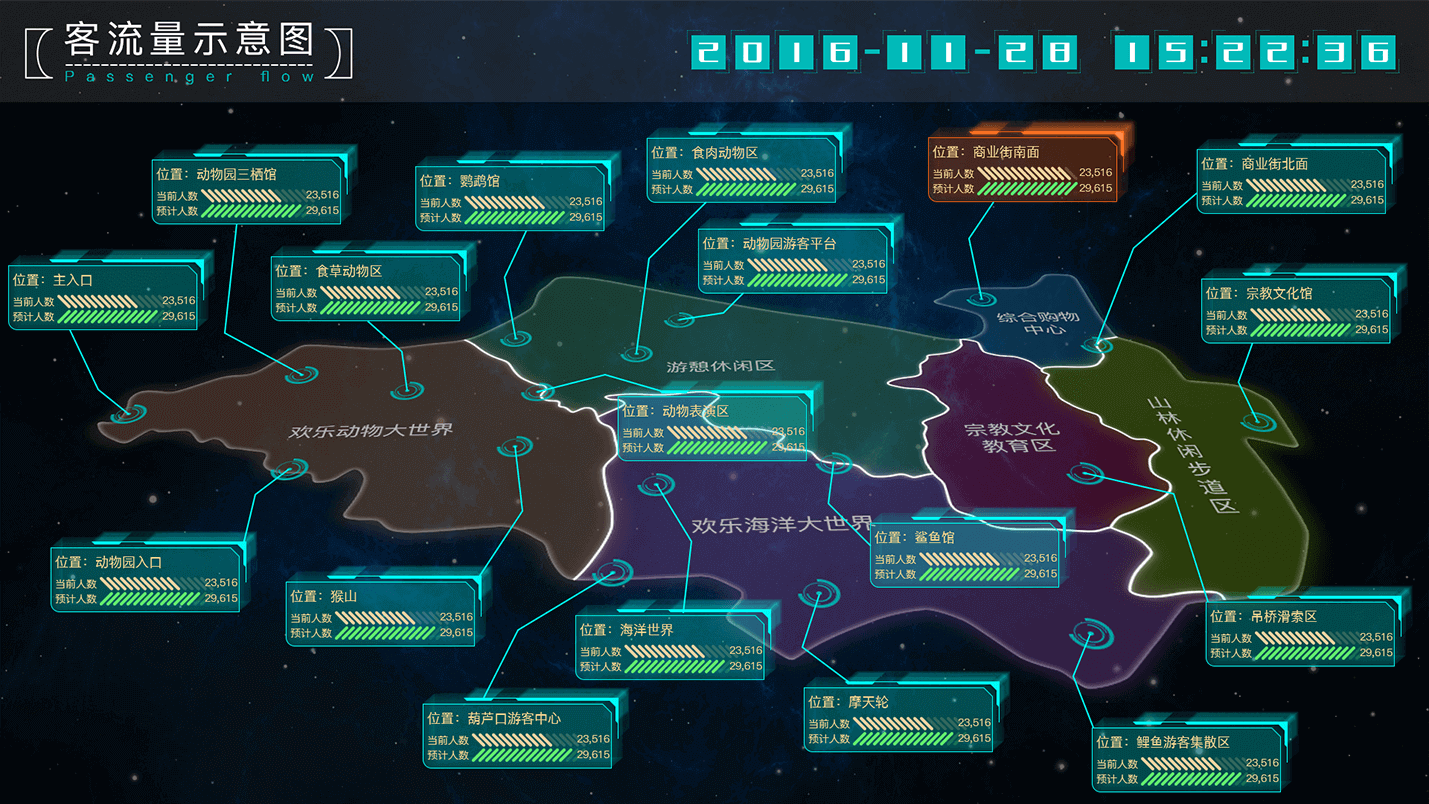 客流量示意图
Passenger flow
2016-11-28 15:22:36
位置：动物园三栖馆
当前人数 23,516
预计人数 29,615
位置：鹦鹉馆
当前人数 23,516
预计人数 29,615
位置：食肉动物区
当前人数 23,516
预计人数 29,615
位置：商业街南面
当前人数 23,516
预计人数 29,615
位置：商业街北面
当前人数 23,516
预计人数 29,615
位置：主入口
当前人数 23,516
预计人数 29,615
位置：食草动物区
当前人数 23,516
预计人数 29,615
位置：动物园游客平台
当前人数 23,516
预计人数 29,615
位置：宗教文化馆
当前人数 23,516
预计人数 29,615
综合购物
中心
游憩休闲区
位置：动物表演区
当前人数 23,516
预计人数 29,615
欢乐动物大世界
宗教文化
教育区
山林休闲步道区
欢乐海洋大世界
位置：鲨鱼馆
当前人数 23,516
预计人数 29,615
位置：动物园入口
当前人数 23,516
预计人数 29,615
位置：猴山
当前人数 23,516
预计人数 29,615
位置：海洋世界
当前人数 23,516
预计人数 29,615
位置：吊桥滑索区
当前人数 23,516
预计人数 29,615
位置：葫芦口游客中心
当前人数 23,516
预计人数 29,615
位置：摩天轮
当前人数 23,516
预计人数 29,615
位置：鲤鱼游客集散区
当前人数 23,516
预计人数 29,615